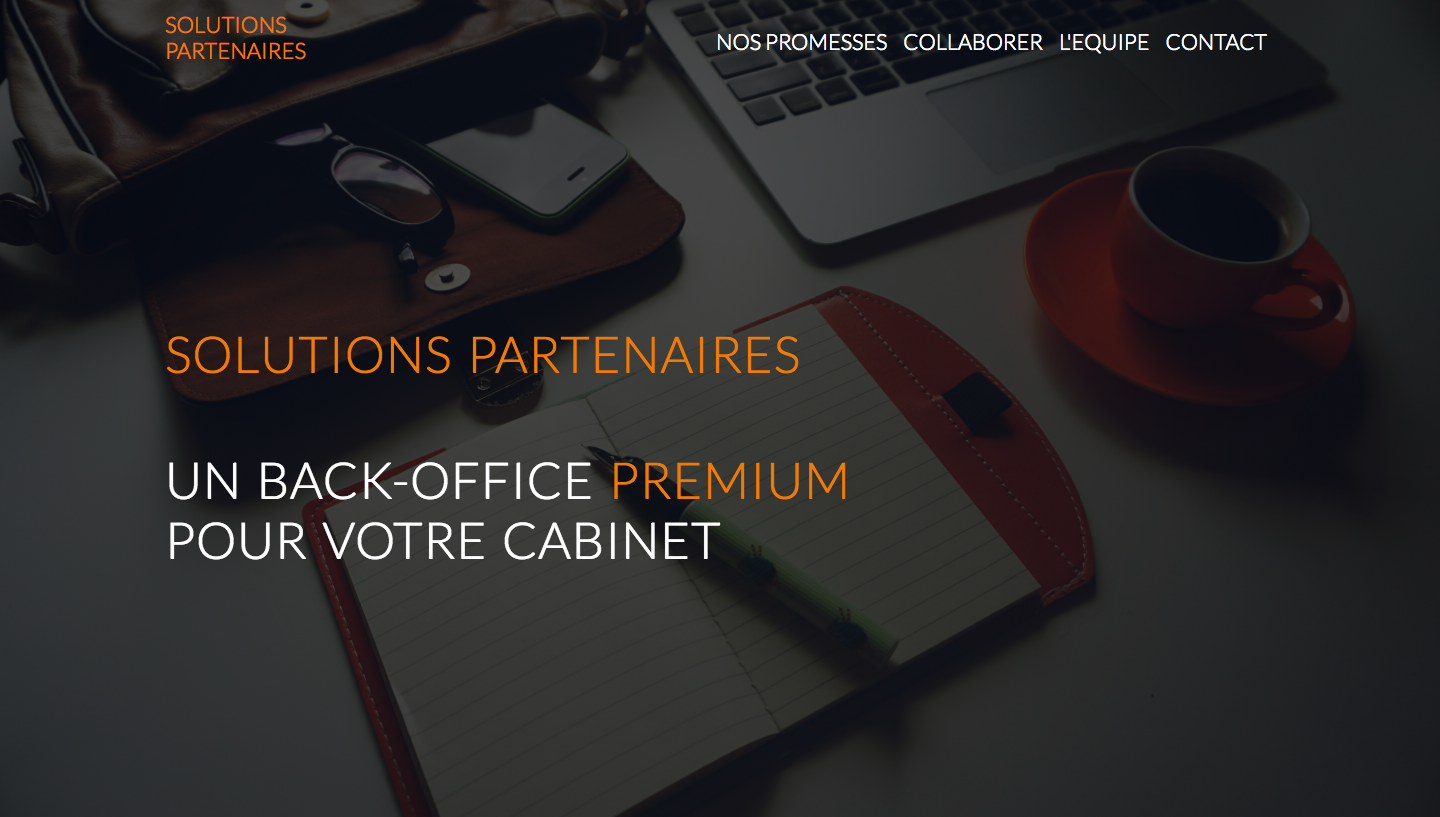 SOLUTIONS
PARTENAIRES
NOS PROMESSES COLLABORER L'EQUIPE CONTACT
SOLUTIONS PARTENAIRES
UN BACK-OFFICE PREMIUM
POUR VOTRE CABINET